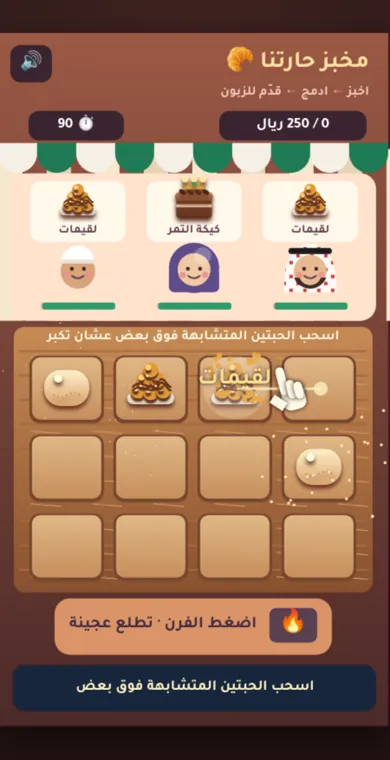 مخبز حارتنا
اخبز ← ادمج ← قدّم للزبون
0 / 250 ريال
90
لقيمات
كيكة التمر
لقيمات
اسحب الحبتين المتشابهة فوق بعض عشان تكبر
لقيمات
اضغط الفرن · تطلع عجينة
اسحب الحبتين المتشابهة فوق بعض